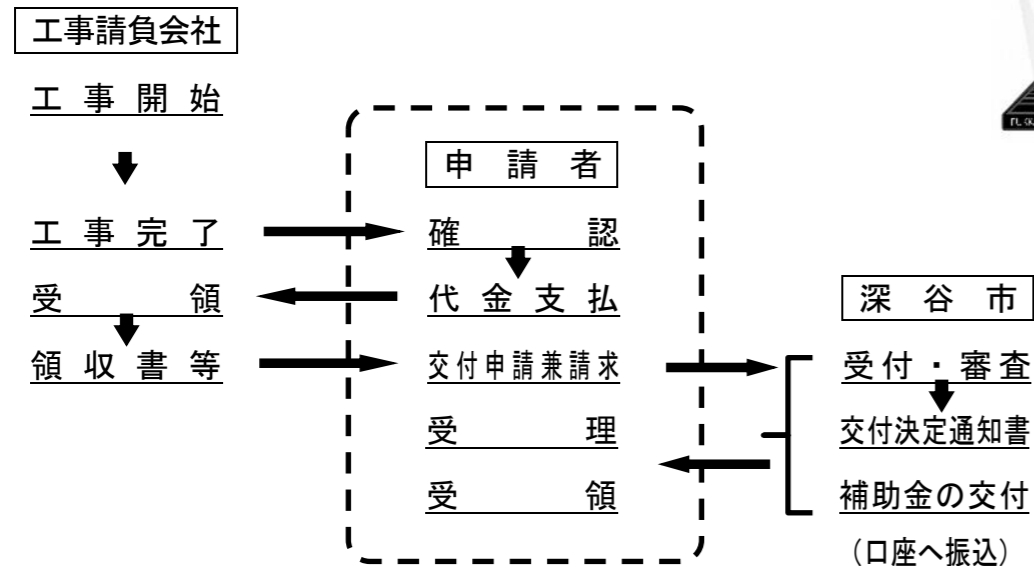 工事請負会社
工事開始
工事完了
受領
領収書等
申請者
確認
代金支払
交付申請兼請求
受理
受領
深谷市
受付・審査
交付決定通知書
補助金の交付
（口座へ振込）